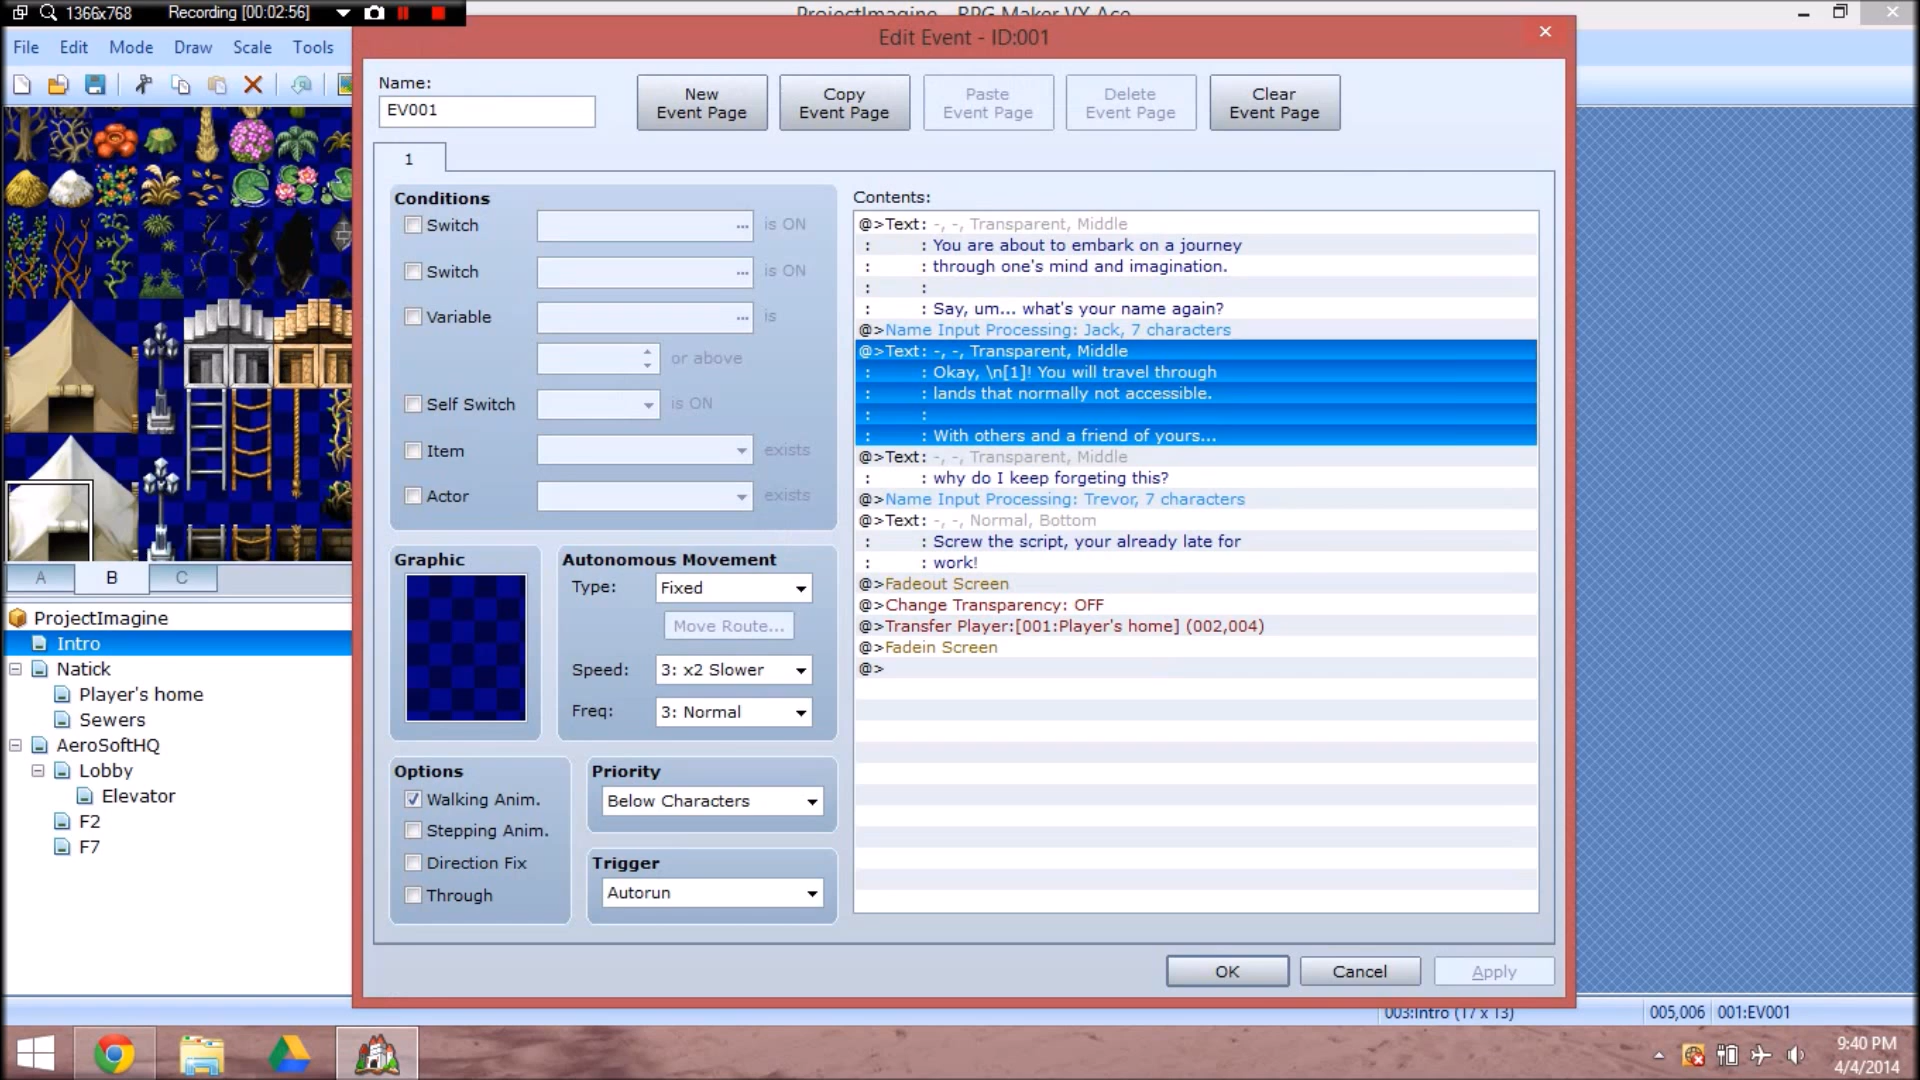 1366x768 Recording [00:02:56]
ProjectImagine - RPG Maker VX Ace
File Edit Mode Draw Scale Tools
Edit Event - ID:001
Name:
EV001
New Event Page
Copy Event Page
Paste Event Page
Delete Event Page
Clear Event Page
1
Conditions
Switch ... is ON
Switch ... is ON
Variable ... is
or above
Self Switch is ON
Item exists
Actor exists
Graphic
Autonomous Movement
Type: Fixed
Move Route...
Speed: 3: x2 Slower
Freq: 3: Normal
Options
Walking Anim.
Stepping Anim.
Direction Fix
Through
Priority
Below Characters
Trigger
Autorun
Contents:
@>Text: -, -, Transparent, Middle
: : You are about to embark on a journey
: : through one's mind and imagination.
: :
: : Say, um... what's your name again?
@>Name Input Processing: Jack, 7 characters
@>Text: -, -, Transparent, Middle
: : Okay, \n[1]! You will travel through
: : lands that normally not accessible.
: :
: : With others and a friend of yours...
@>Text: -, -, Transparent, Middle
: : why do I keep forgeting this?
@>Name Input Processing: Trevor, 7 characters
@>Text: -, -, Normal, Bottom
: : Screw the script, your already late for
: : work!
@>Fadeout Screen
@>Change Transparency: OFF
@>Transfer Player:[001:Player's home] (002,004)
@>Fadein Screen
@>
OK Cancel Apply
A B C
ProjectImagine
Intro
Natick
Player's home
Sewers
AeroSoftHQ
Lobby
Elevator
F2
F7
003:Intro (17 x 13) 005,006 001:EV001
9:40 PM
4/4/2014